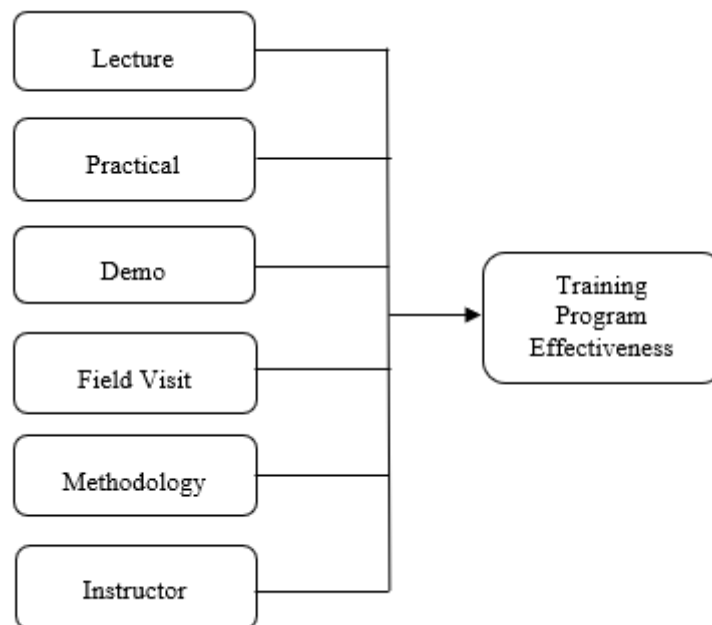 Lecture
Practical
Demo
Field Visit
Methodology
Instructor
Training
Program
Effectiveness